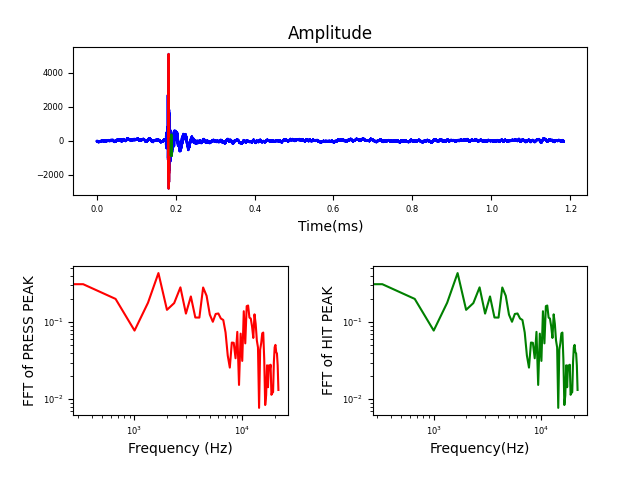 Amplitude
4000
2000
0
−2000
0.0 0.2 0.4 0.6 0.8 1.0 1.2
Time(ms)
FFT of PRESS PEAK
10⁻¹
10⁻²
10³ 10⁴
Frequency (Hz)
FFT of HIT PEAK
10⁻¹
10⁻²
10³ 10⁴
Frequency(Hz)